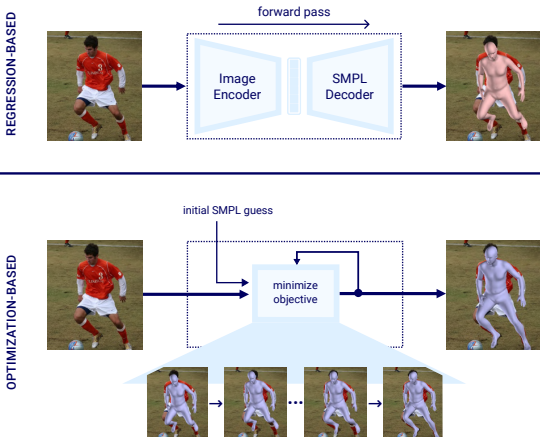 REGRESSION-BASED
forward pass
Image
Encoder
SMPL
Decoder
OPTIMIZATION-BASED
initial SMPL guess
minimize
objective
...